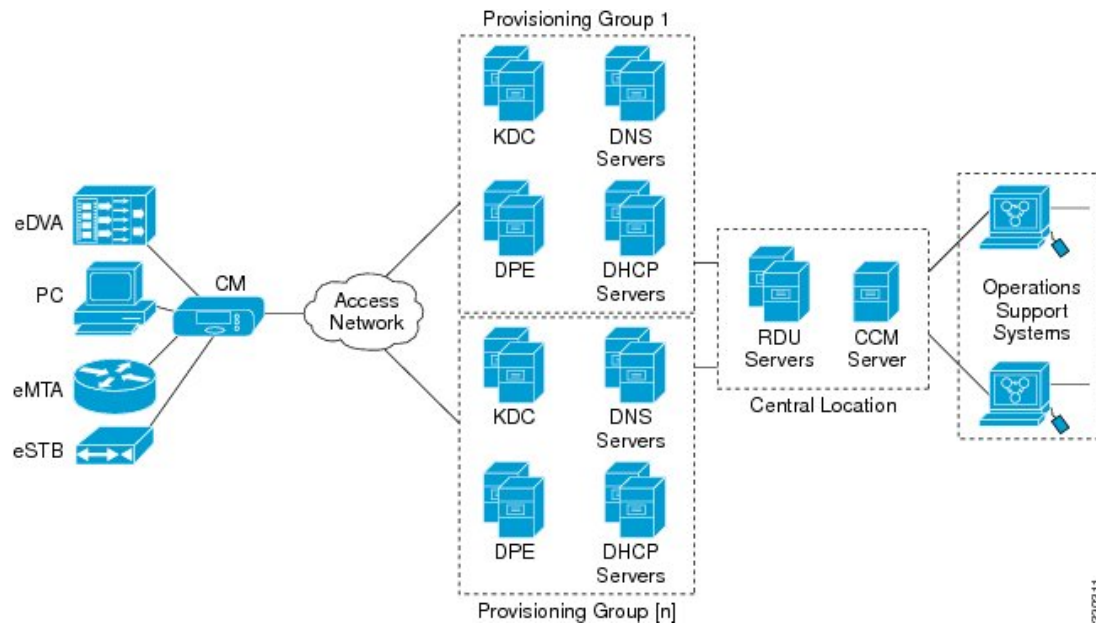 Provisioning Group 1
KDC
DNS
Servers
DPE
DHCP
Servers
eDVA
PC
CM
eMTA
eSTB
Access
Network
KDC
DNS
Servers
DPE
DHCP
Servers
Provisioning Group [n]
RDU
Servers
CCM
Server
Central Location
Operations
Support
Systems